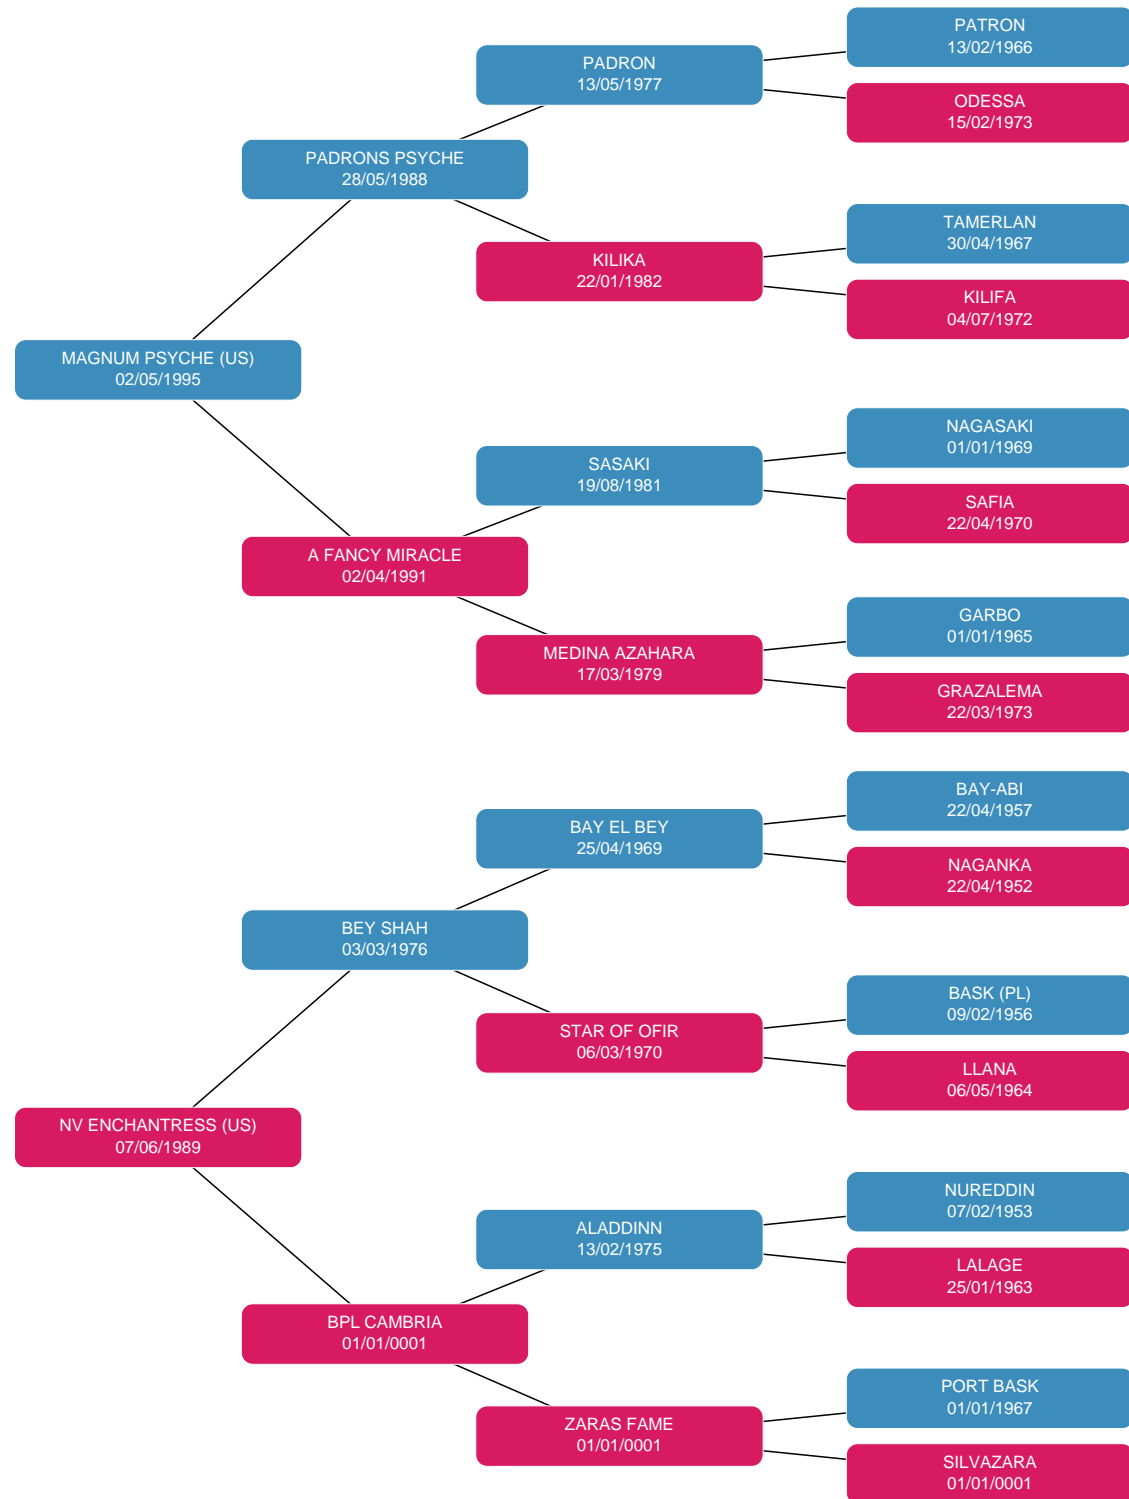 PATRON
13/02/1966
PADRON
13/05/1977
ODESSA
15/02/1973
PADRONS PSYCHE
28/05/1988
TAMERLAN
30/04/1967
KILIKA
22/01/1982
KILIFA
04/07/1972
MAGNUM PSYCHE (US)
02/05/1995
NAGASAKI
01/01/1969
SASAKI
19/08/1981
SAFIA
22/04/1970
A FANCY MIRACLE
02/04/1991
GARBO
01/01/1965
MEDINA AZAHARA
17/03/1979
GRAZALEMA
22/03/1973
BAY-ABI
22/04/1957
BAY EL BEY
25/04/1969
NAGANKA
22/04/1952
BEY SHAH
03/03/1976
BASK (PL)
09/02/1956
STAR OF OFIR
06/03/1970
LLANA
06/05/1964
NV ENCHANTRESS (US)
07/06/1989
NUREDDIN
07/02/1953
ALADDINN
13/02/1975
LALAGE
25/01/1963
BPL CAMBRIA
01/01/0001
PORT BASK
01/01/1967
ZARAS FAME
01/01/0001
SILVAZARA
01/01/0001